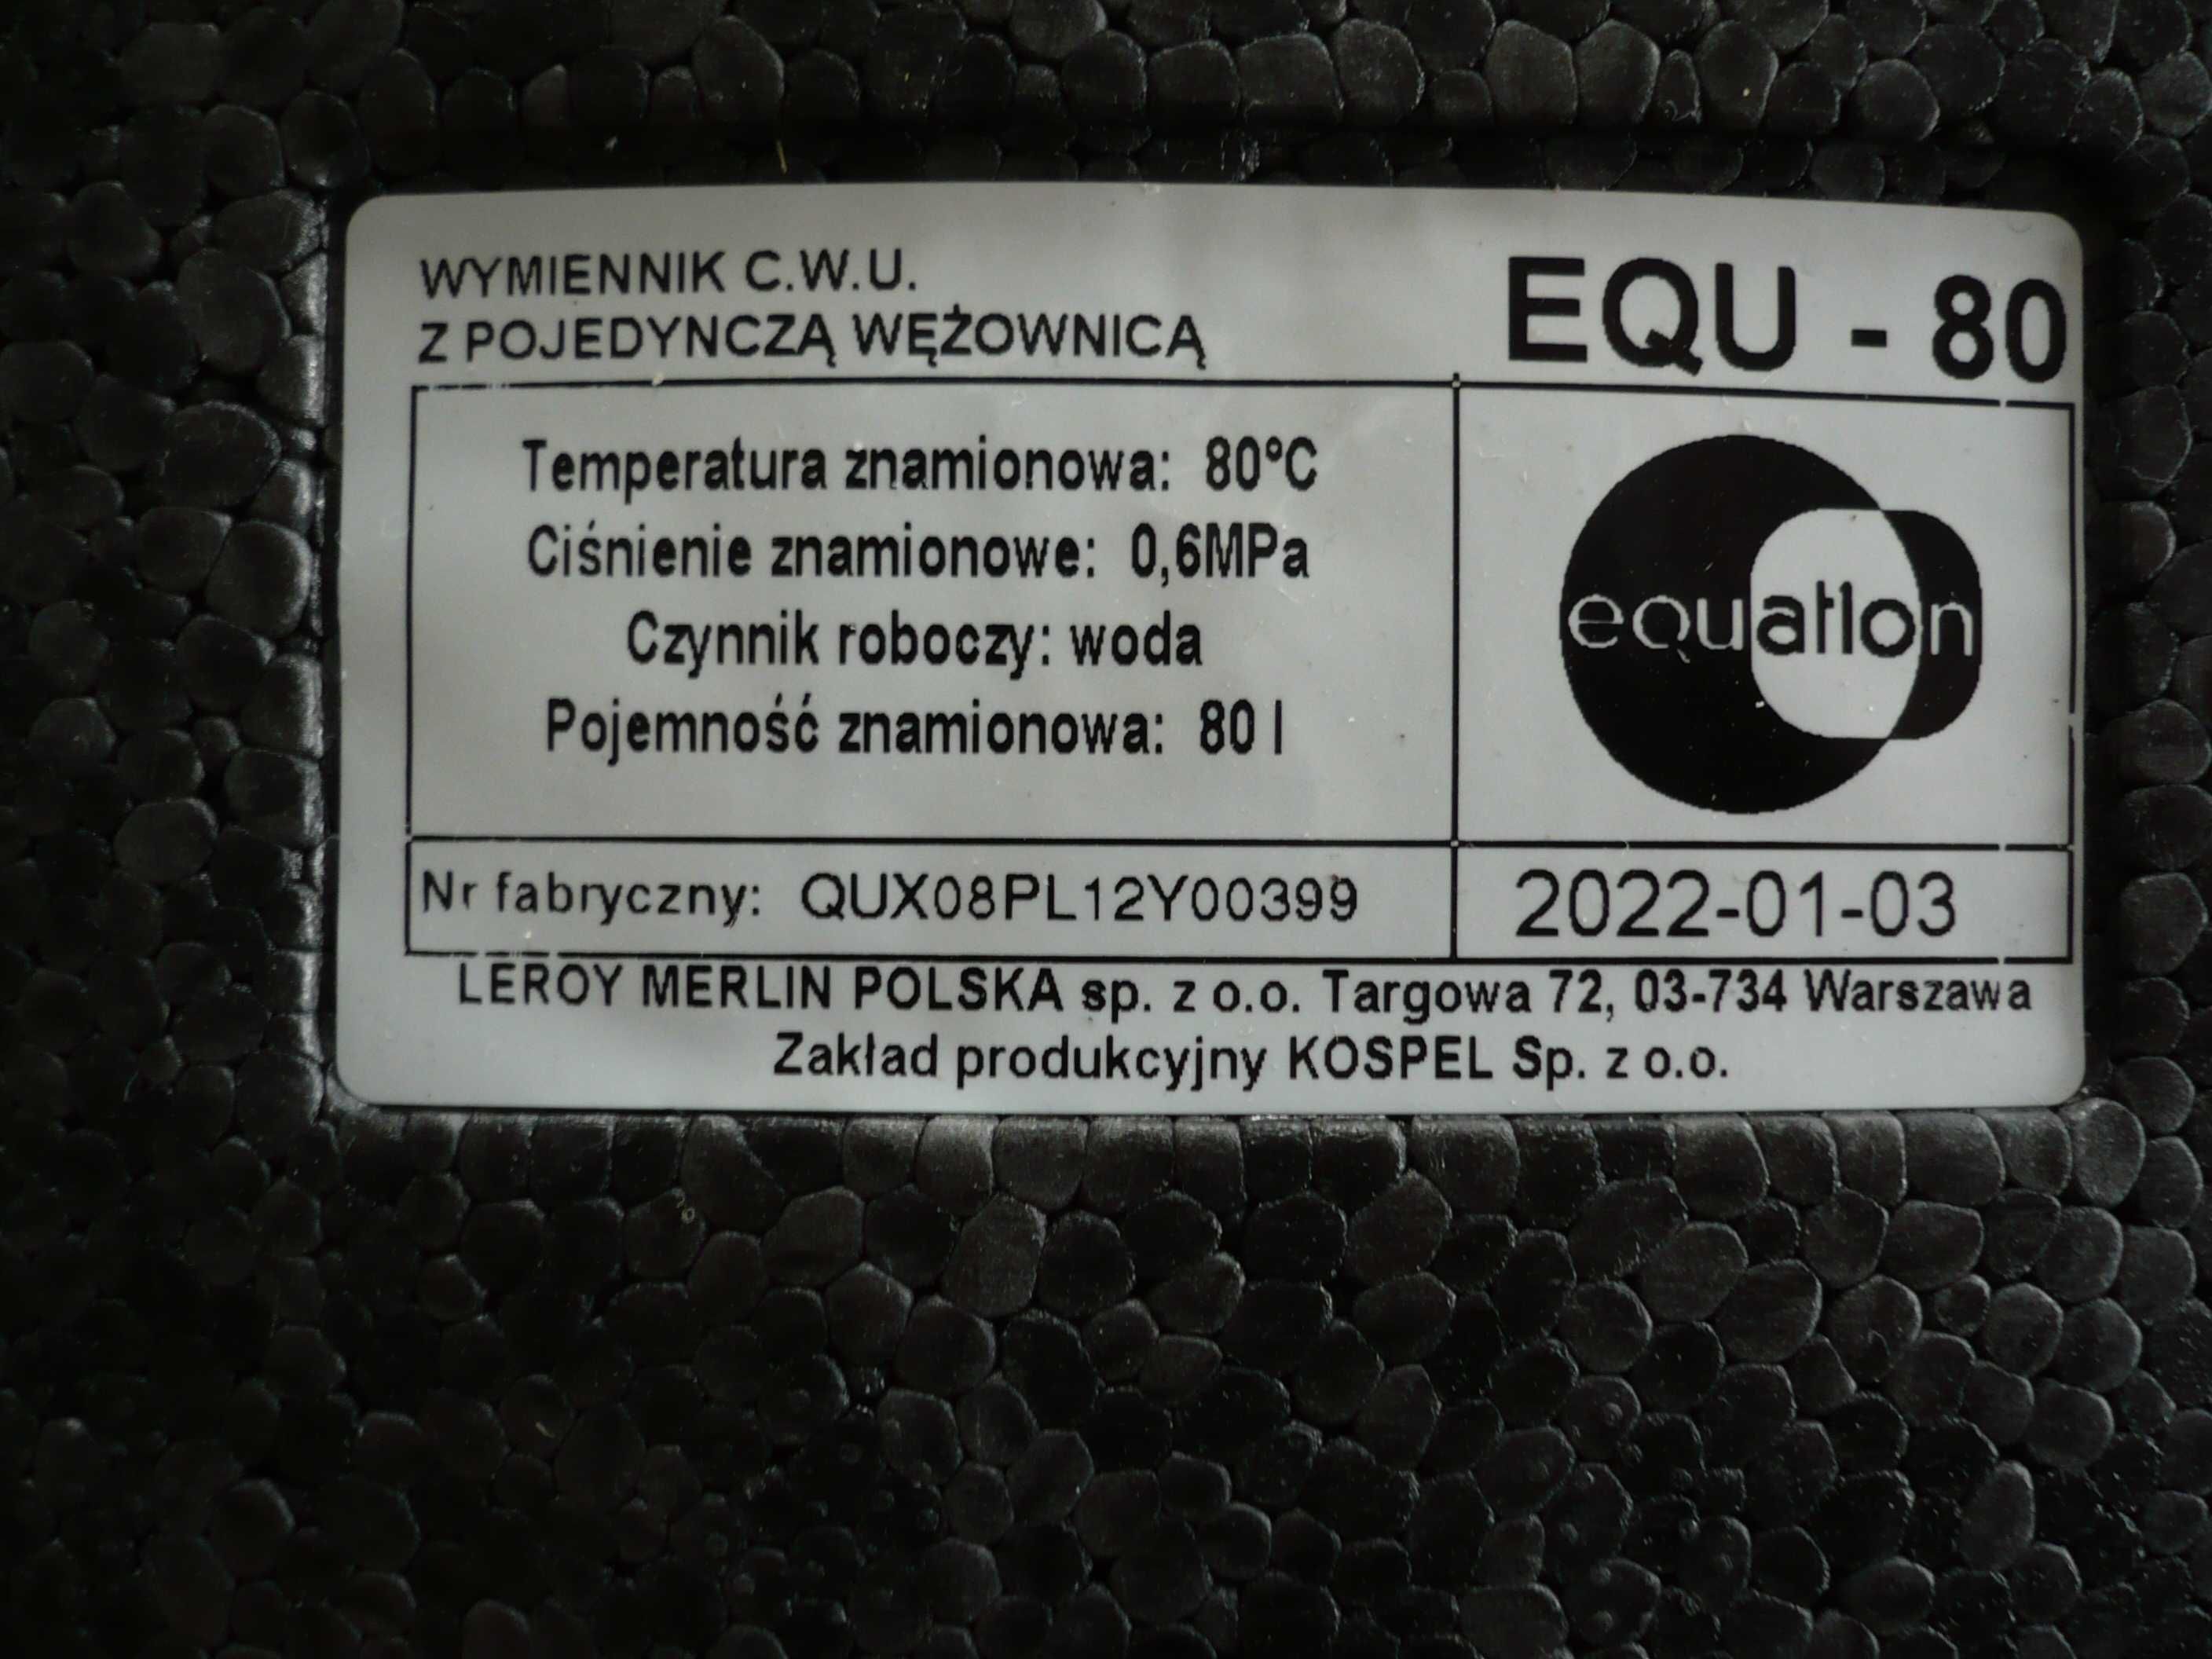 WYMIENNIK C.W.U.
Z POJEDYNCZĄ WĘŻOWNICĄ
EQU - 80
Temperatura znamionowa: 80°C
Ciśnienie znamionowe: 0,6MPa
Czynnik roboczy: woda
Pojemność znamionowa: 80 l
equation
Nr fabryczny: QUX08PL12Y00399
2022-01-03
LEROY MERLIN POLSKA sp. z o.o. Targowa 72, 03-734 Warszawa
Zakład produkcyjny KOSPEL Sp. z o.o.